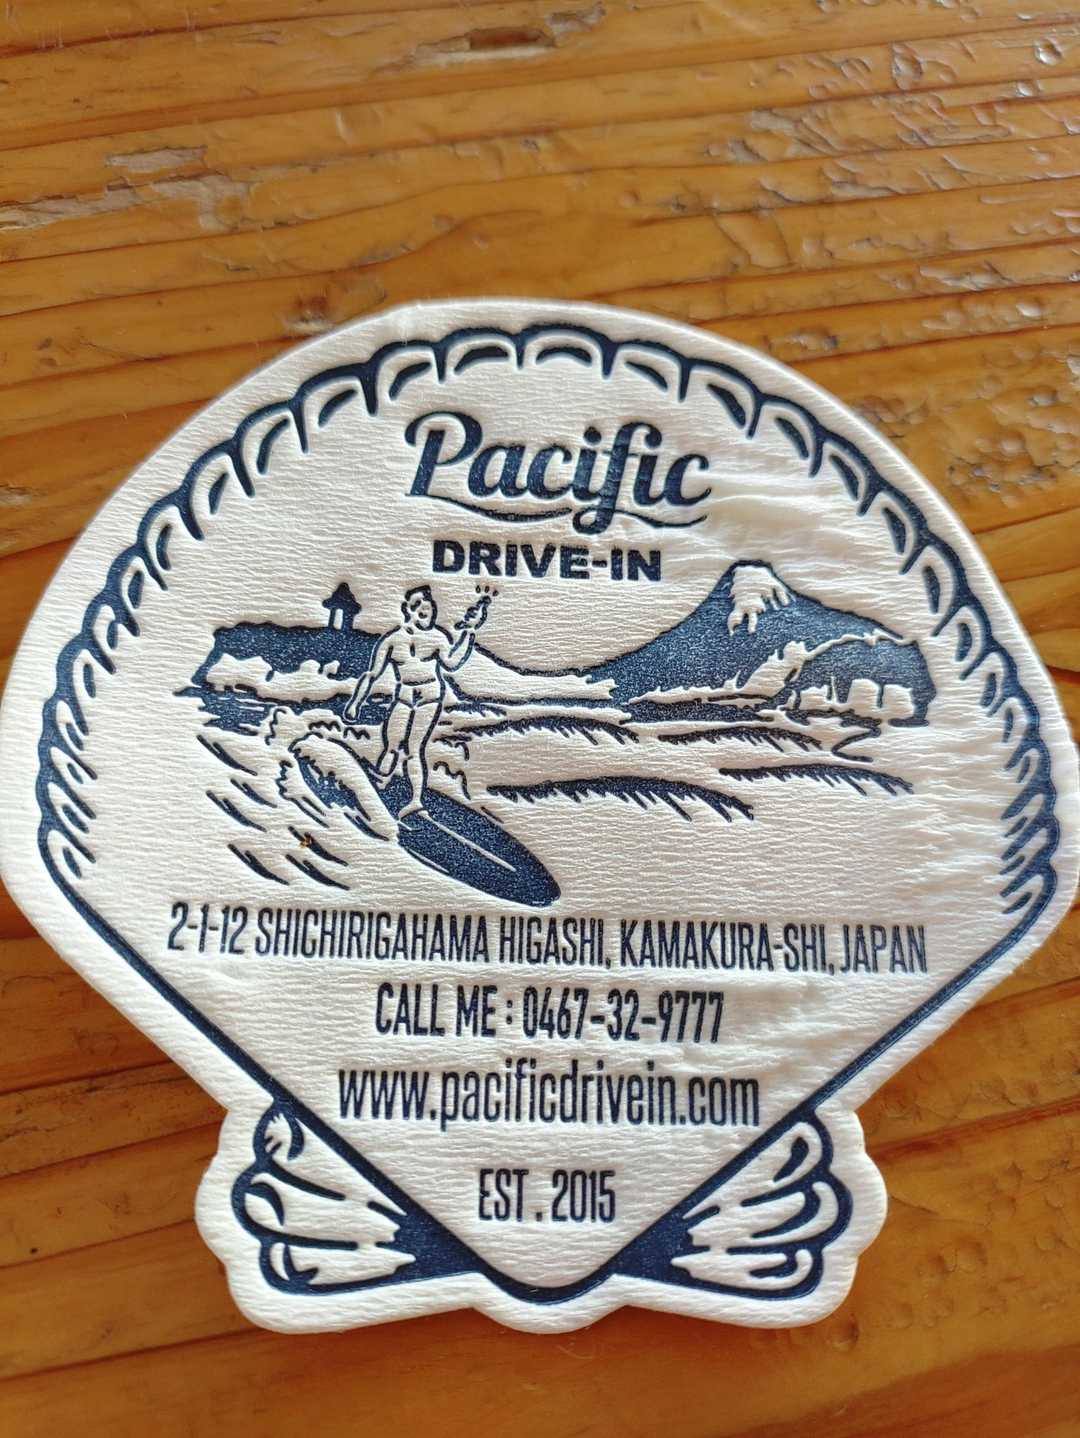 Pacific
DRIVE-IN
2-1-12 SHICHIRIGAHAMA HIGASHI, KAMAKURA-SHI, JAPAN
CALL ME : 0467-32-9777
www.pacificdrivein.com
EST. 2015